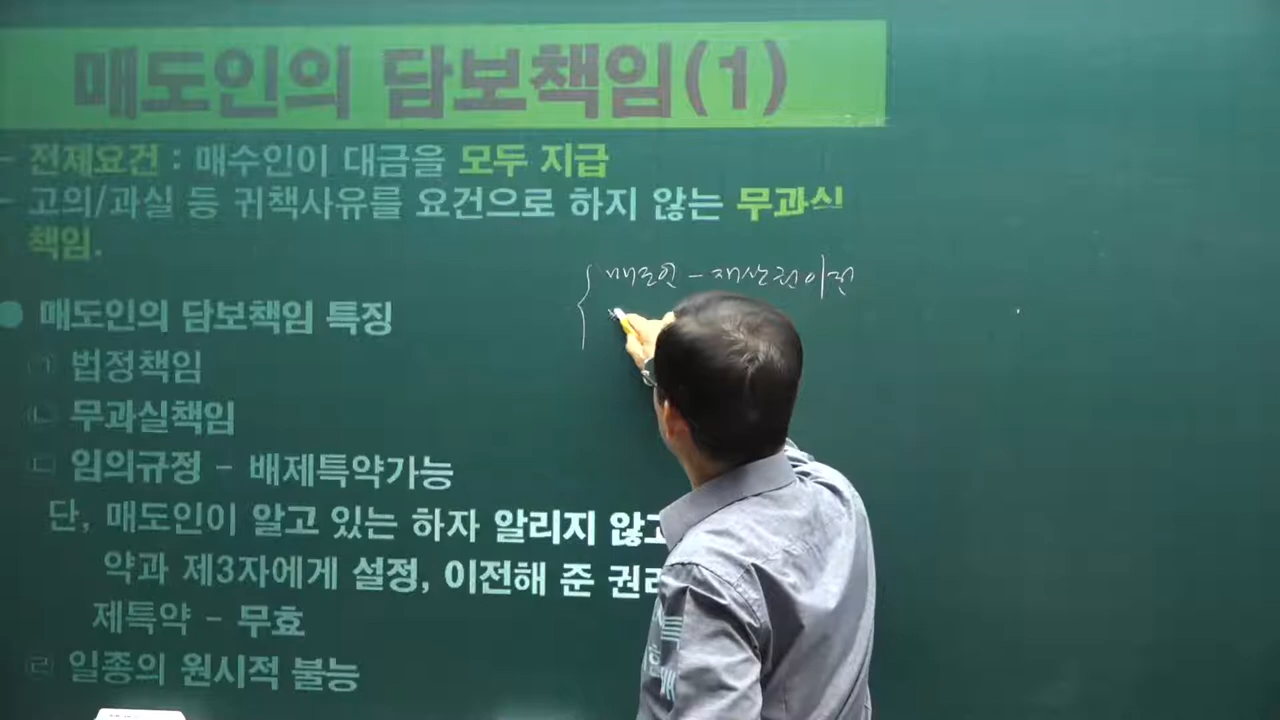 매도인의 담보책임(1)
- 전제요건 : 매수인이 대금을 모두 지급
- 고의/과실 등 귀책사유를 요건으로 하지 않는 무과실
책임.
매도인 - 재산권이전
● 매도인의 담보책임 특징
㉠ 법정책임
㉡ 무과실책임
㉢ 임의규정 - 배제특약가능
단, 매도인이 알고 있는 하자 알리지 않고
약과 제3자에게 설정, 이전해 준 권리
제특약 - 무효
㉣ 일종의 원시적 불능